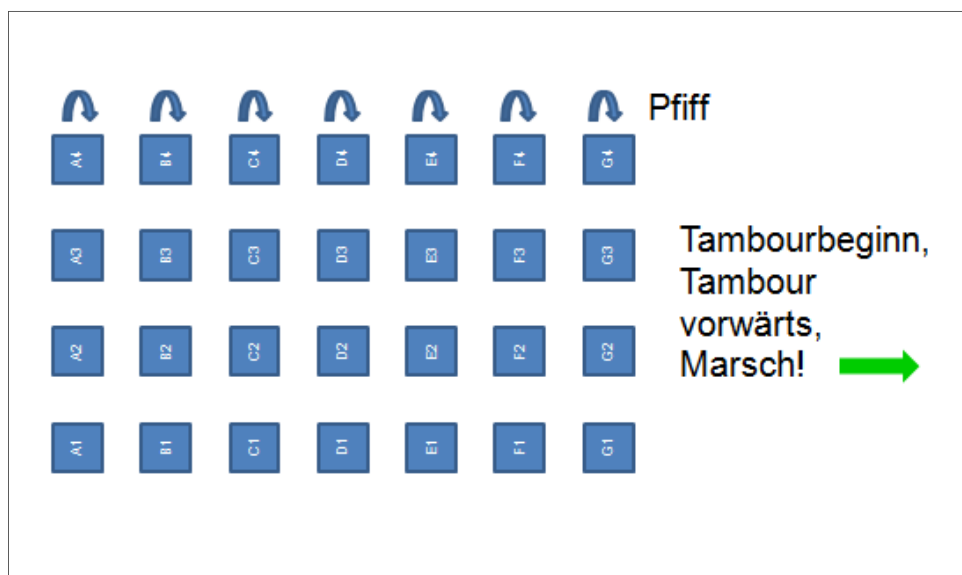 Pfiff
A4 B4 C4 D4 E4 F4 G4
A3 B3 C3 D3 E3 F3 G3
Tambourbeginn,
Tambour
vorwärts,
Marsch!
A2 B2 C2 D2 E2 F2 G2
A1 B1 C1 D1 E1 F1 G1